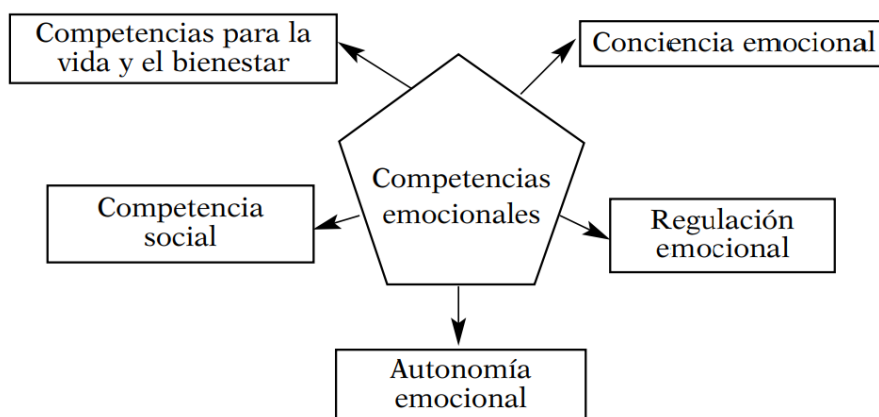 Competencias para la
vida y el bienestar
Conciencia emocional
Competencias
emocionales
Competencia
social
Regulación
emocional
Autonomía
emocional